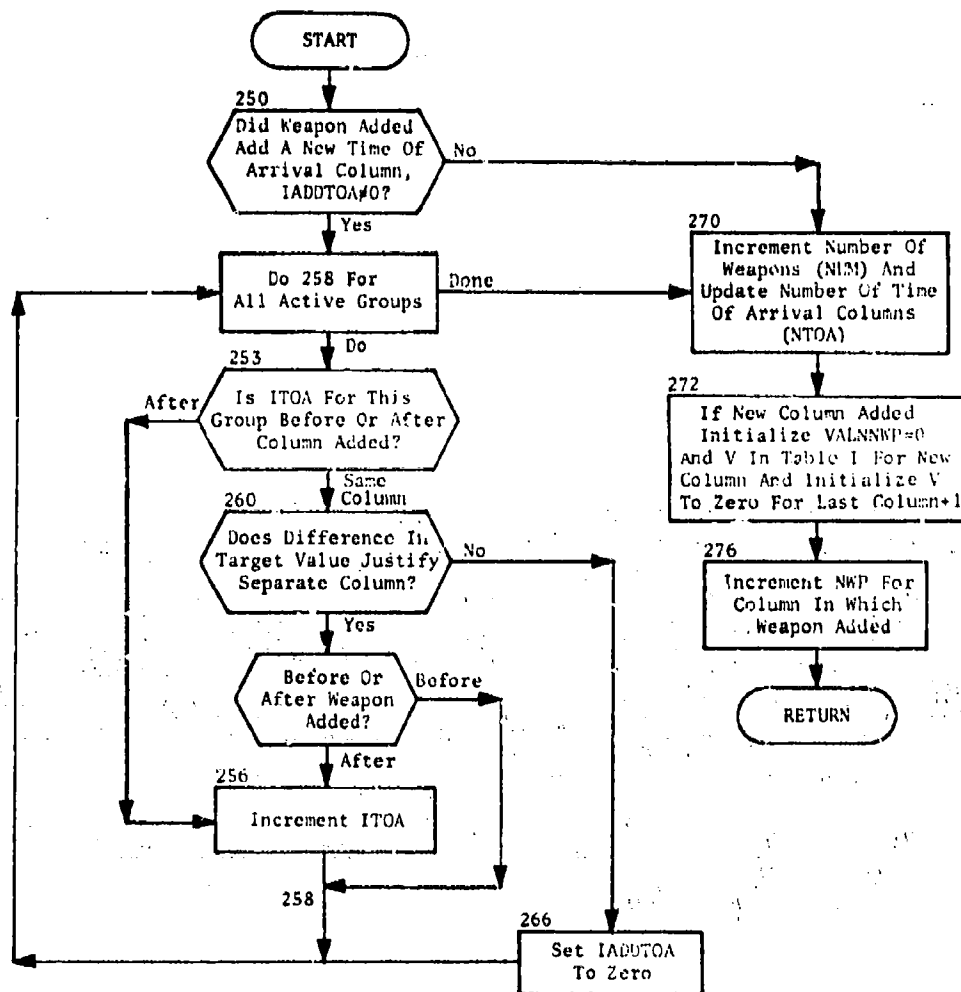 START
250
Did Weapon Added
Add A New Time Of
Arrival Column,
IADDTOA≠0?
No
Yes
Do 258 For
All Active Groups
Done
Do
270
Increment Number Of
Weapons (NUM) And
Update Number Of Time
Of Arrival Columns
(NTOA)
253
Is ITOA For This
Group Before Or After
Column Added?
After
Same
Column
272
If New Column Added
Initialize VALNNWP=0
And V In Table I For New
Column And Initialize V
To Zero For Last Column+1
260
Does Difference In
Target Value Justify
Separate Column?
No
Yes
276
Increment NWP For
Column In Which
Weapon Added
Before Or
After Weapon
Added?
Before
After
RETURN
256
Increment ITOA
258
266
Set IADDTOA
To Zero